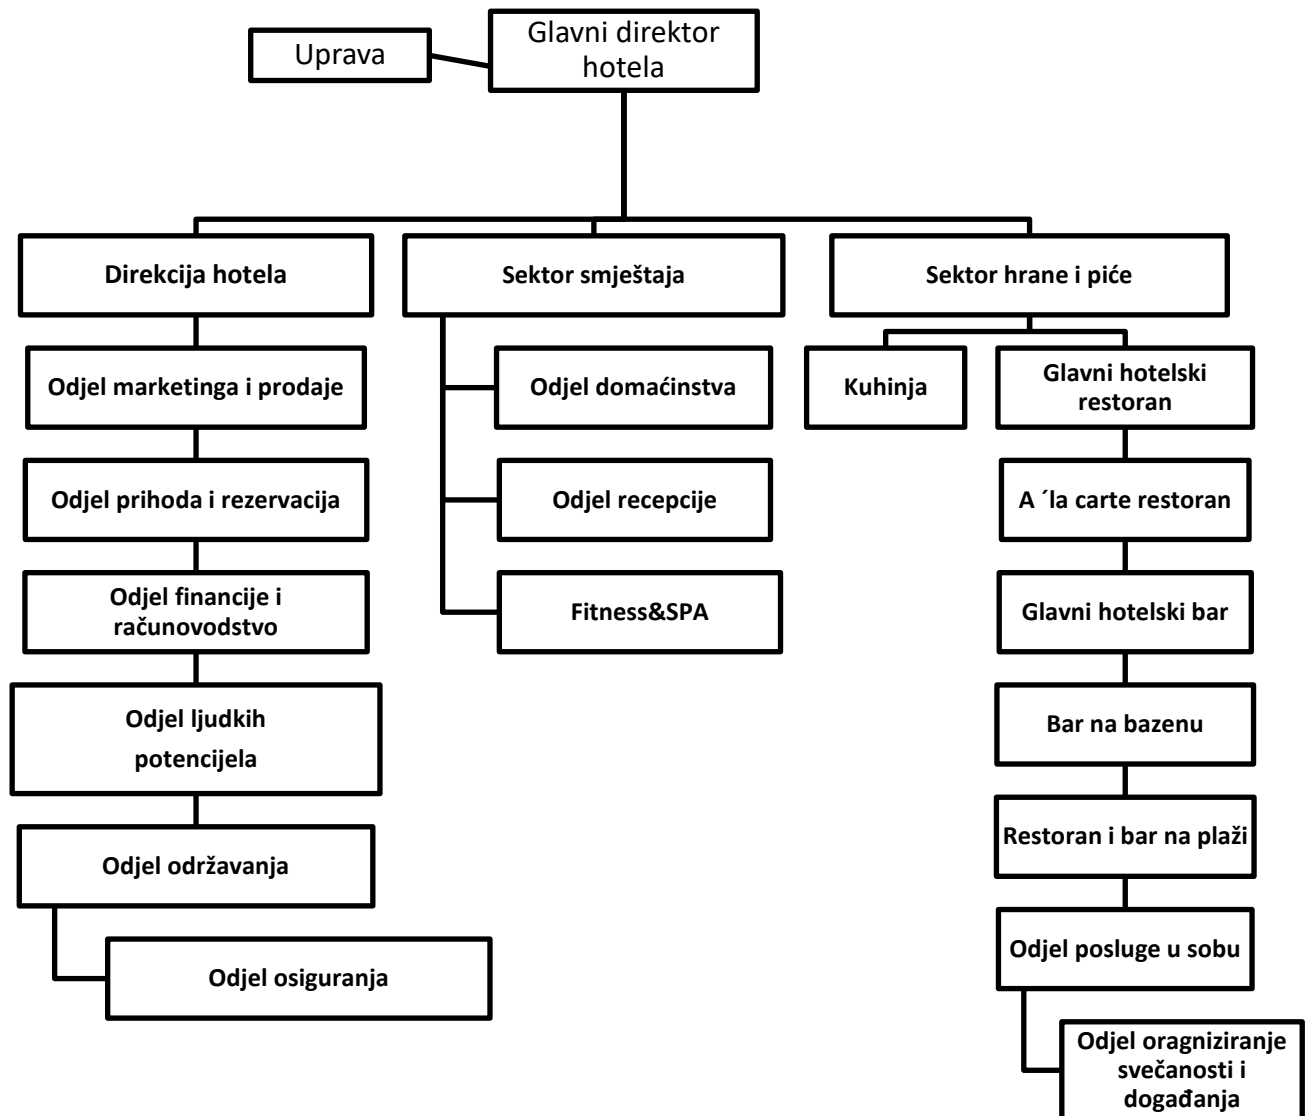 Uprava
Glavni direktor
hotela
Direkcija hotela
Sektor smještaja
Sektor hrane i piće
Odjel marketinga i prodaje
Odjel domaćinstva
Kuhinja
Glavni hotelski
restoran
Odjel prihoda i rezervacija
Odjel recepcije
A ´la carte restoran
Odjel financije i
računovodstvo
Fitness&SPA
Glavni hotelski bar
Odjel ljudkih
potencijela
Bar na bazenu
Odjel održavanja
Restoran i bar na plaži
Odjel osiguranja
Odjel posluge u sobu
Odjel oragniziranje
svečanosti i
događanja